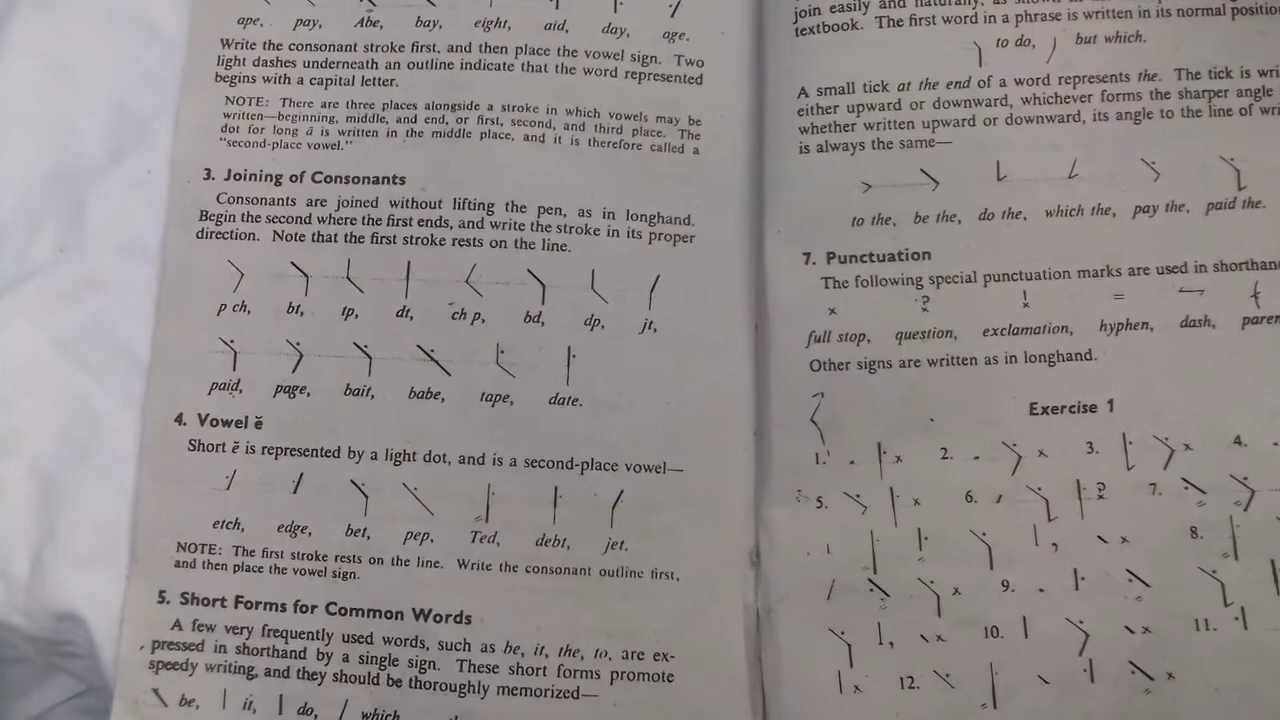 ape, pay, Abe, bay, eight, aid, day, age.
Write the consonant stroke first, and then place the vowel sign. Two
light dashes underneath an outline indicate that the word represented
begins with a capital letter.
NOTE: There are three places alongside a stroke in which vowels may be
written—beginning, middle, and end, or first, second, and third place. The
dot for long ā is written in the middle place, and it is therefore called a
"second-place vowel."
3. Joining of Consonants
Consonants are joined without lifting the pen, as in longhand.
Begin the second where the first ends, and write the stroke in its proper
direction. Note that the first stroke rests on the line.
p ch, bt, tp, dt, ch p, bd, dp, jt,
paid, page, bait, babe, tape, date.
4. Vowel ĕ
Short ĕ is represented by a light dot, and is a second-place vowel—
etch, edge, bet, pep, Ted, debt, jet.
NOTE: The first stroke rests on the line. Write the consonant outline first,
and then place the vowel sign.
5. Short Forms for Common Words
A few very frequently used words, such as be, it, the, to, are ex-
pressed in shorthand by a single sign. These short forms promote
speedy writing, and they should be thoroughly memorized—
be, it, do, which
join easily and naturally, as shown in
textbook. The first word in a phrase is written in its normal
to do, but which.
A small tick at the end of a word represents the. The tick is
either upward or downward, whichever forms the sharper angle
whether written upward or downward, its angle to the line of
is always the same—
to the, be the, do the, which the, pay the, paid the.
7. Punctuation
The following special punctuation marks are used in
full stop, question, exclamation, hyphen, dash,
Other signs are written as in longhand.
Exercise 1
1. 2. 3. 4.
5. 6. 7.
8.
9.
10. 11.
12.